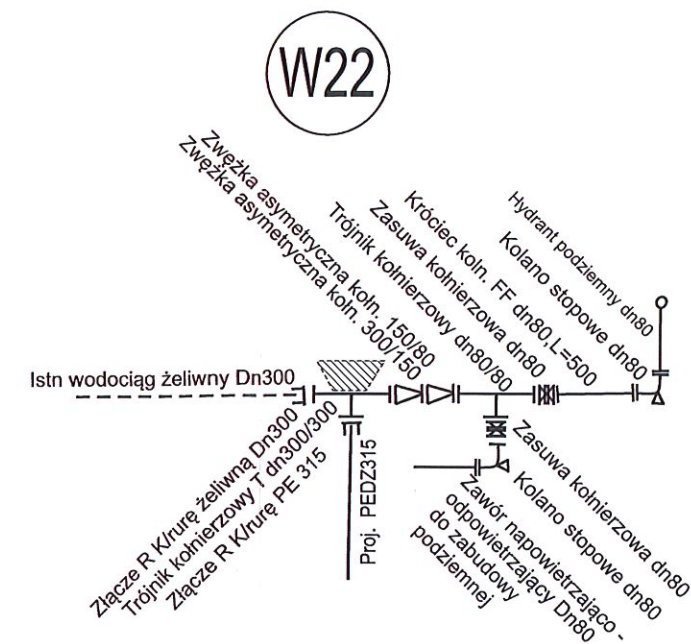 W22
Zwężka asymetryczna kołn. 150/80
Zwężka asymetryczna kołn. 300/150
Trójnik kołnierzowy dn80/80
Zasuwa kołnierzowa dn80
Króciec koln. FF dn80,L=500
Kolano stopowe dn80
Hydrant podziemny dn80
Istn wodociąg żeliwny Dn300
Złącze R K/rurę żeliwną Dn300
Trójnik kołnierzowy T dn300/300
Złącze R K/rurę PE 315
Proj. PEDZ315
Zasuwa kołnierzowa dn80
Kolano stopowe dn80
Zawór napowietrzająco -
odpowietrzający Dn80
do zabudowy
podziemnej